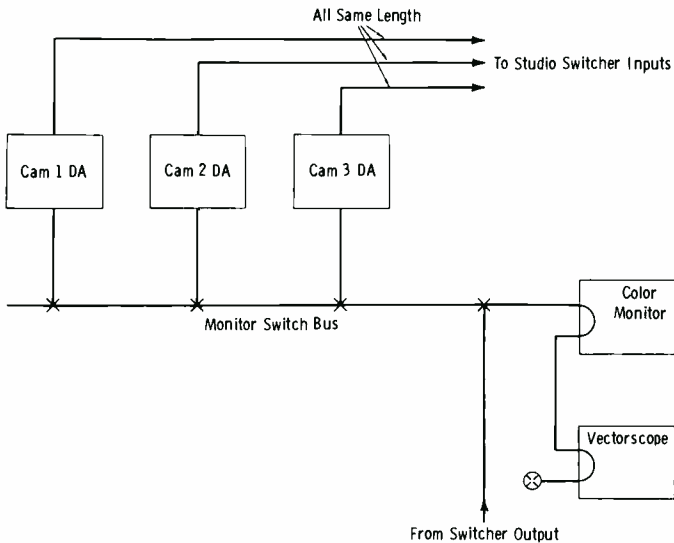 All Same Length
To Studio Switcher Inputs
Cam 1 DA
Cam 2 DA
Cam 3 DA
Monitor Switch Bus
Color
Monitor
Vectorscope
From Switcher Output